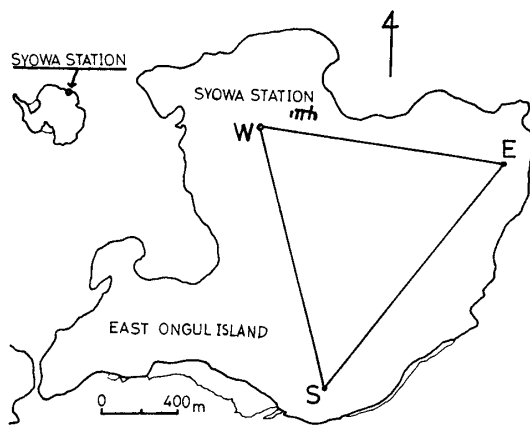 SYOWA STATION
SYOWA STATION
W
E
EAST ONGUL ISLAND
S
0 400m